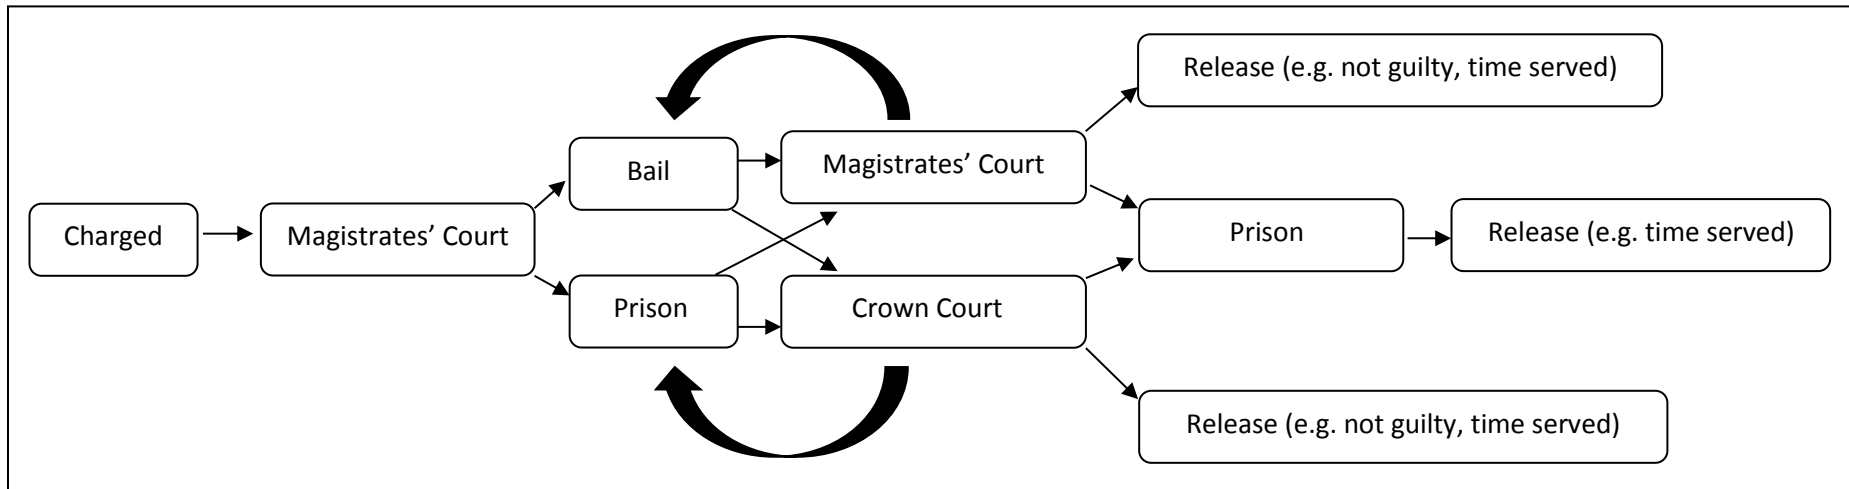 Charged
Magistrates’ Court
Bail
Prison
Magistrates’ Court
Crown Court
Release (e.g. not guilty, time served)
Prison
Release (e.g. time served)
Release (e.g. not guilty, time served)